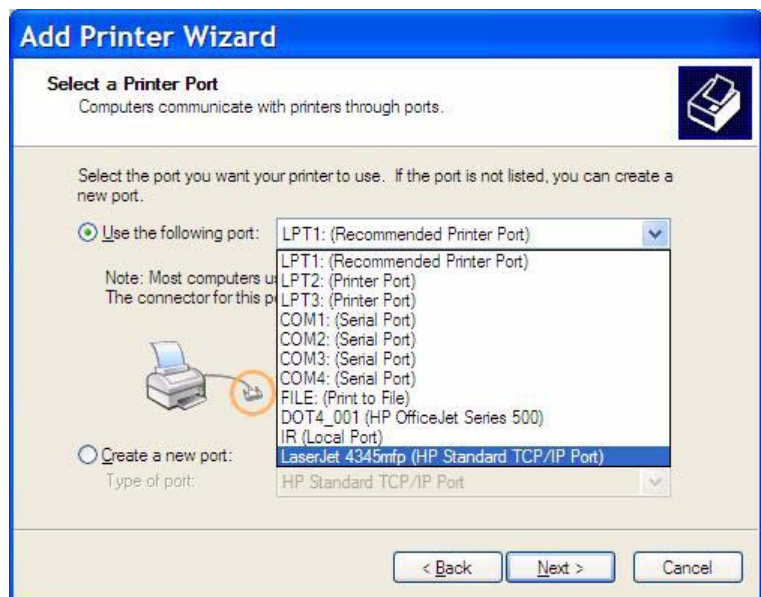 Add Printer Wizard
Select a Printer Port
Computers communicate with printers through ports.
Select the port you want your printer to use. If the port is not listed, you can create a
new port.
Use the following port:
LPT1: (Recommended Printer Port)
LPT1: (Recommended Printer Port)
Note: Most computers
LPT2: (Printer Port)
The connector for this
LPT3: (Printer Port)
COM1: (Serial Port)
COM2: (Serial Port)
COM3: (Serial Port)
COM4: (Serial Port)
FILE: (Print to File)
DOT4_001 (HP OfficeJet Series 500)
IR (Local Port)
Create a new port:
LaserJet 4345mfp (HP Standard TCP/IP Port)
Type of port:
HP Standard TCP/IP Port
< Back
Next >
Cancel